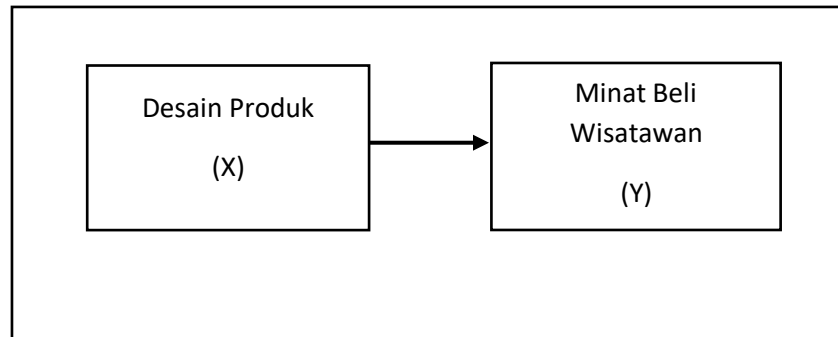 Desain Produk
(X)
Minat Beli
Wisatawan
(Y)